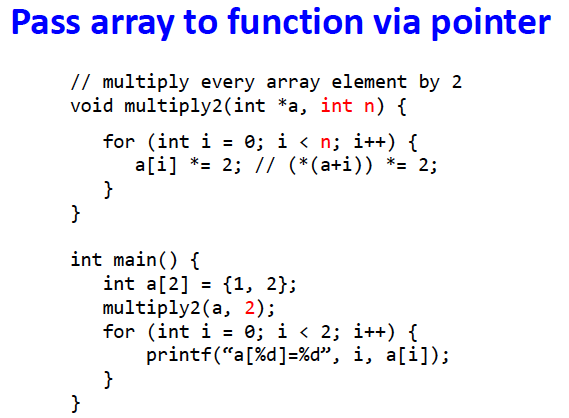 Pass array to function via pointer
// multiply every array element by 2
void multiply2(int *a, int n) {
for (int i = 0; i < n; i++) {
a[i] *= 2; // (*(a+i)) *= 2;
}
}
int main() {
int a[2] = {1, 2};
multiply2(a, 2);
for (int i = 0; i < 2; i++) {
printf(“a[%d]=%d”, i, a[i]);
}
}